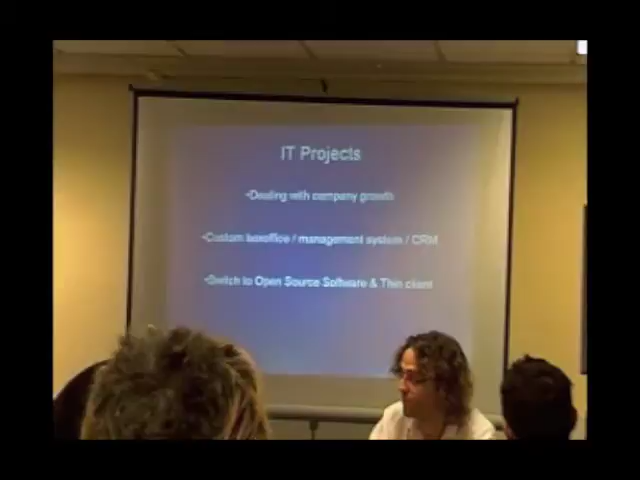 IT Projects
•Dealing with company growth
•Custom boxoffice / management system / CRM
•Switch to Open Source Software & Thin client